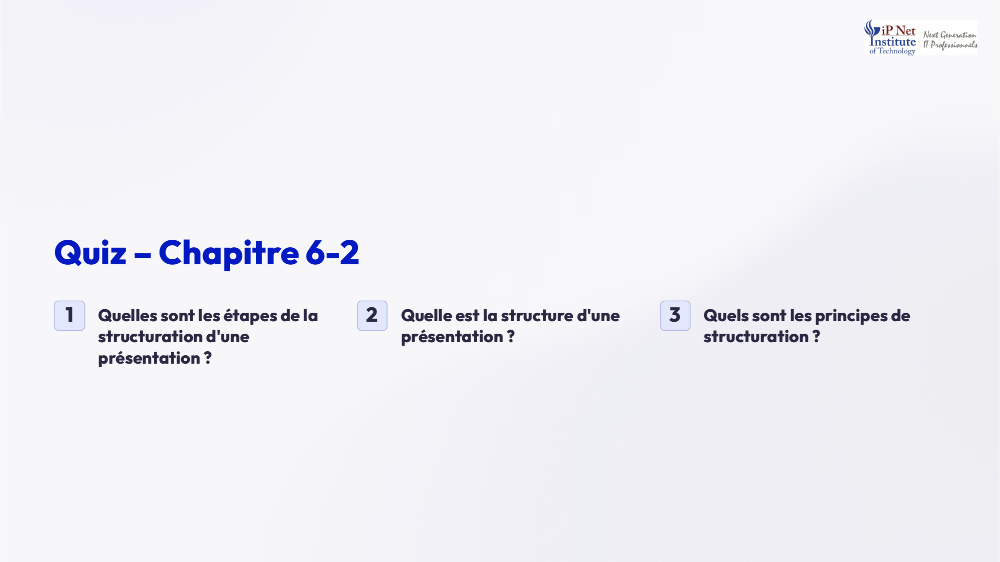 iP Net
Institute
of Technology
Next Generation
IT Professionnels
Quiz – Chapitre 6-2
1
Quelles sont les étapes de la
structuration d'une
présentation ?
2
Quelle est la structure d'une
présentation ?
3
Quels sont les principes de
structuration ?